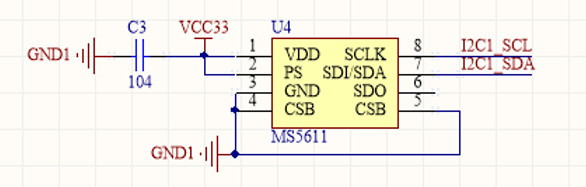 C3
VCC33
U4
GND1
104
1 VDD SCLK 8 I2C1_SCL
2 PS SDI/SDA 7 I2C1_SDA
3 GND SDO 6
4 CSB CSB 5
MS5611
GND1